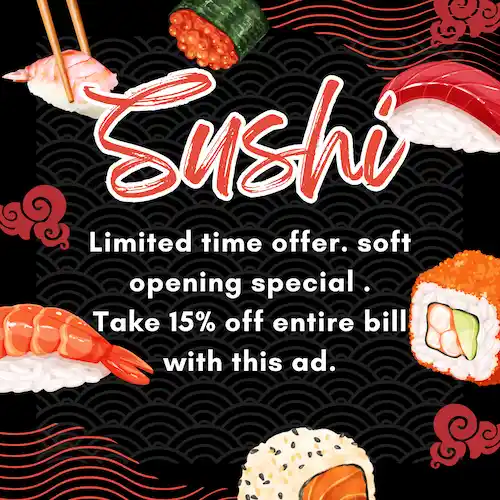 Sushi
Limited time offer. soft
opening special .
Take 15% off entire bill
with this ad.